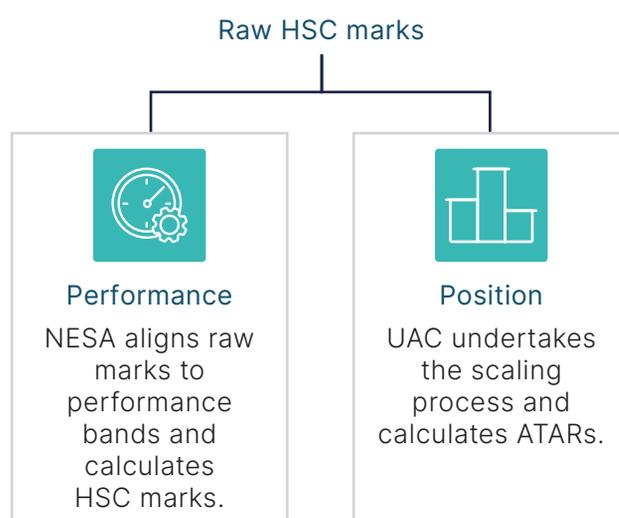 Raw HSC marks
Performance
NESA aligns raw
marks to
performance
bands and
calculates
HSC marks.
Position
UAC undertakes
the scaling
process and
calculates ATARs.